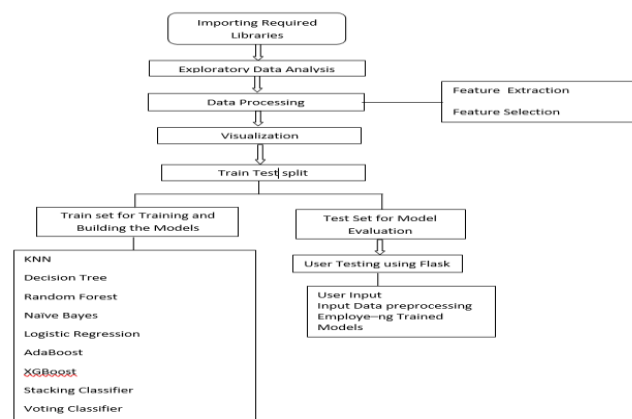 Importing Required
Libraries
Exploratory Data Analysis
Data Processing
Feature Extraction
Feature Selection
Visualization
Train Test split
Train set for Training and
Building the Models
Test Set for Model
Evaluation
KNN
Decision Tree
Random Forest
Naïve Bayes
Logistic Regression
AdaBoost
XGBoost
Stacking Classifier
Voting Classifier
User Testing using Flask
User Input
Input Data preprocessing
Employe–ng Trained
Models